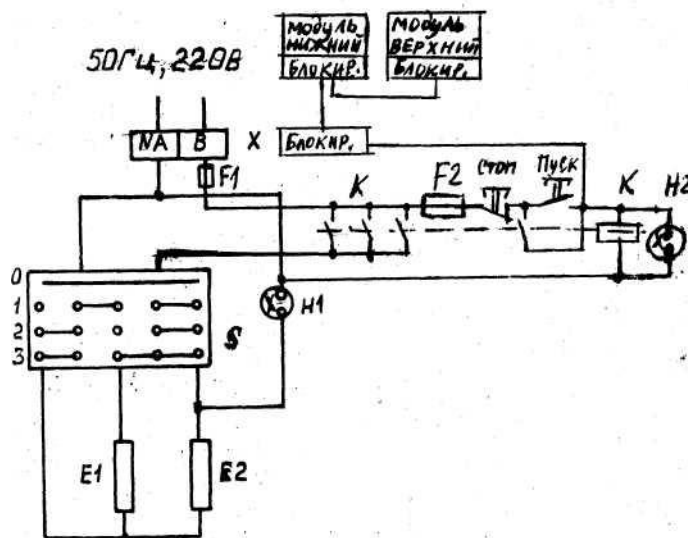 МОДУЛЬ НИЖНИЙ
БЛОКИР.
МОДУЛЬ ВЕРХНИЙ
БЛОКИР.
50Гц, 220В
NA
B
X
БЛОКИР.
F1
K
F2
СТОП
ПУСК
K
H2
0
1
2
3
S
H1
E1
E2